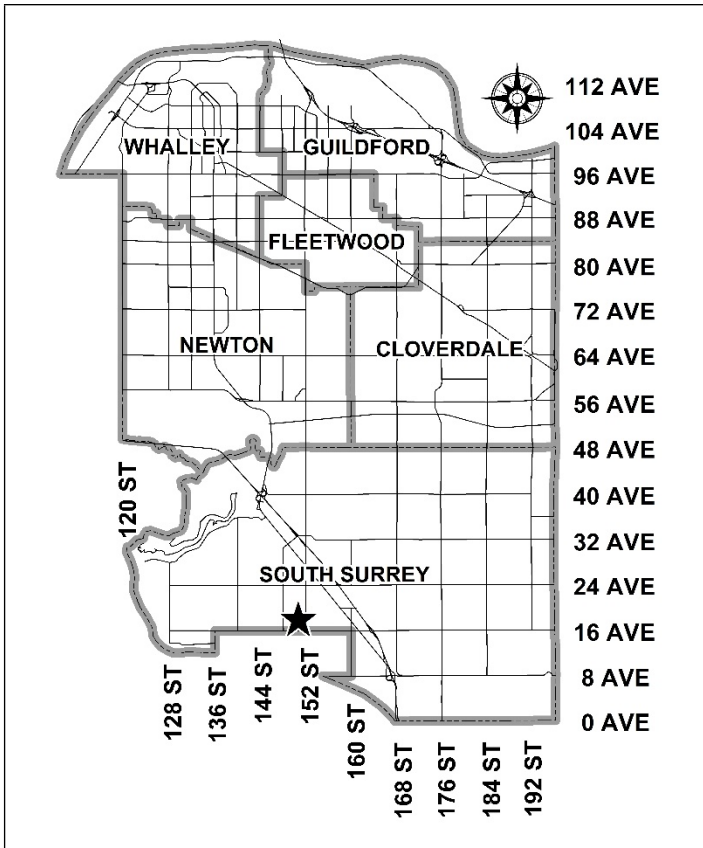 112 AVE
104 AVE
WHALLEY
GUILDFORD
96 AVE
88 AVE
FLEETWOOD
80 AVE
72 AVE
NEWTON
CLOVERDALE
64 AVE
56 AVE
48 AVE
120 ST
40 AVE
32 AVE
SOUTH SURREY
24 AVE
16 AVE
128 ST
136 ST
144 ST
152 ST
8 AVE
160 ST
0 AVE
168 ST
176 ST
184 ST
192 ST